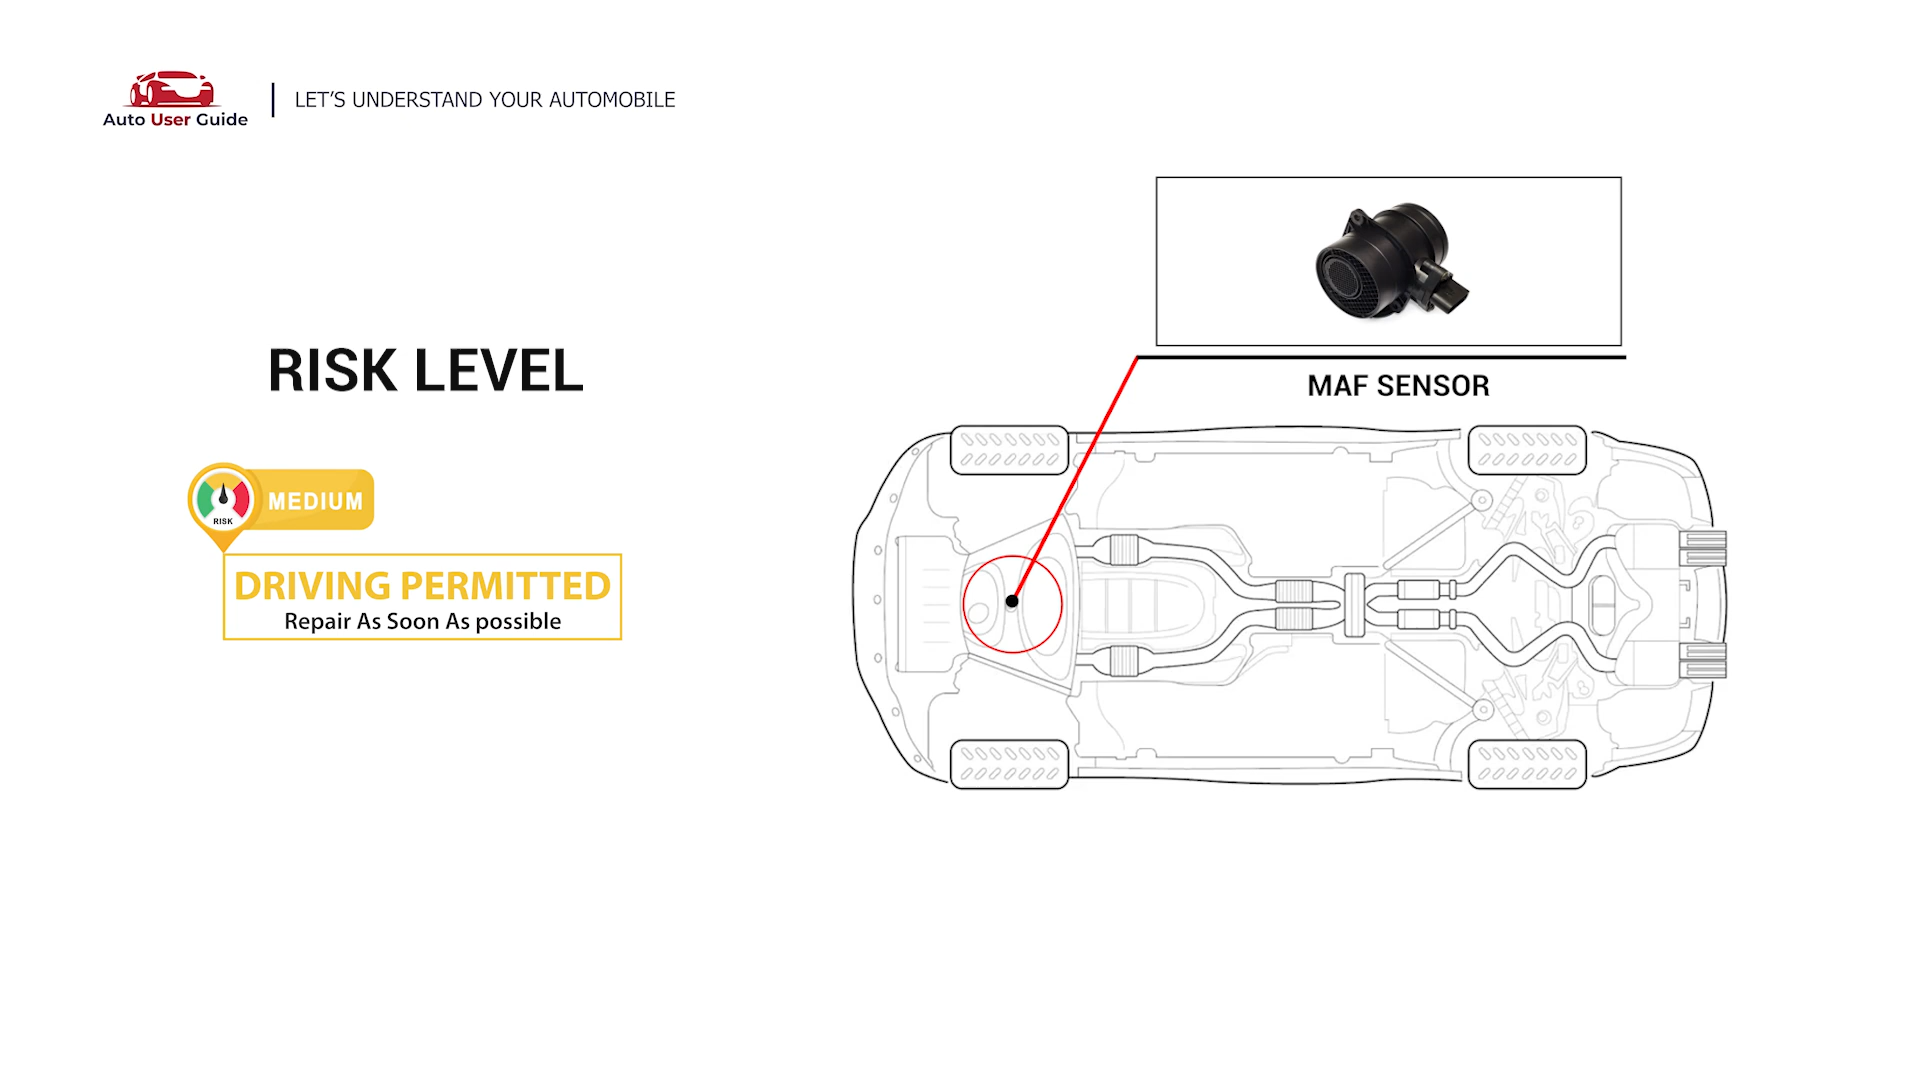 Auto User Guide
LET'S UNDERSTAND YOUR AUTOMOBILE
RISK LEVEL
RISK
MEDIUM
DRIVING PERMITTED
Repair As Soon As possible
MAF SENSOR